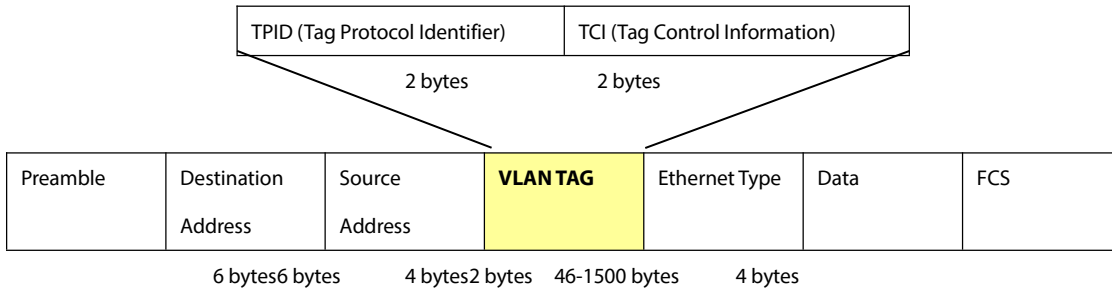 TPID (Tag Protocol Identifier) TCI (Tag Control Information)
2 bytes 2 bytes
Preamble Destination Address Source Address VLAN TAG Ethernet Type Data FCS
6 bytes6 bytes 4 bytes2 bytes 46-1500 bytes 4 bytes